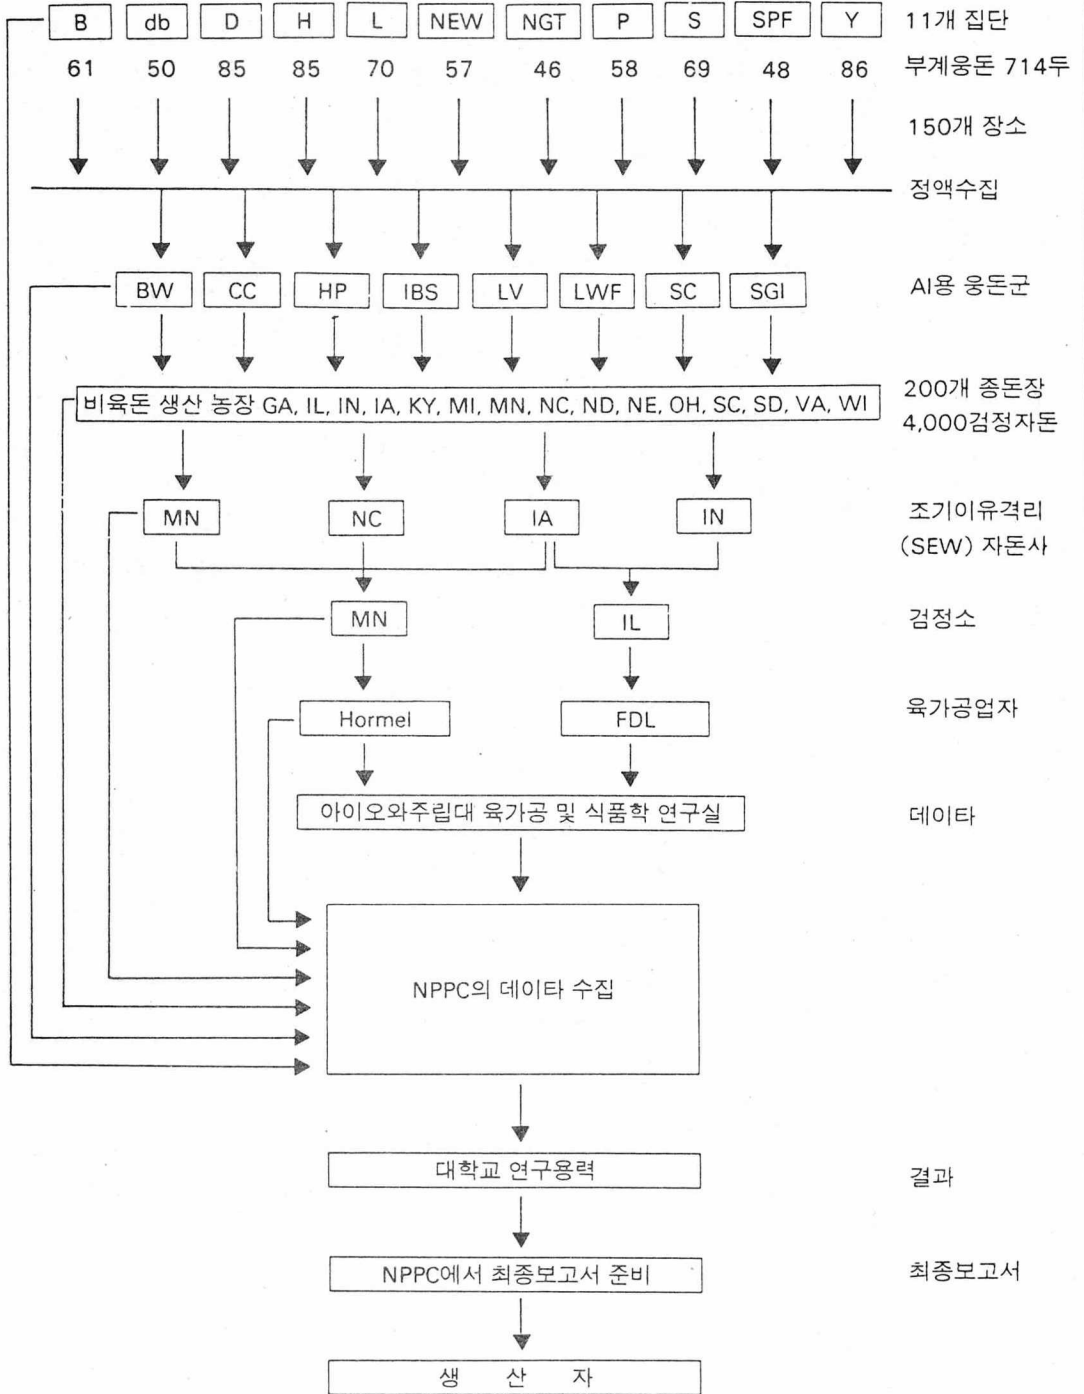 B db D H L NEW NGT P S SPF Y 11개 집단
61 50 85 85 70 57 46 58 69 48 86 부계웅돈 714두
150개 장소
정액수집
BW CC HP IBS LV LWF SC SGI AI용 웅돈군
비육돈 생산 농장 GA, IL, IN, IA, KY, MI, MN, NC, ND, NE, OH, SC, SD, VA, WI 200개 종돈장
4,000검정자돈
MN NC IA IN 조기이유격리
(SEW) 자돈사
MN IL 검정소
Hormel FDL 육가공업자
아이오와주립대 육가공 및 식품학 연구실 데이타
NPPC의 데이타 수집
대학교 연구용력 결과
NPPC에서 최종보고서 준비 최종보고서
생 산 자